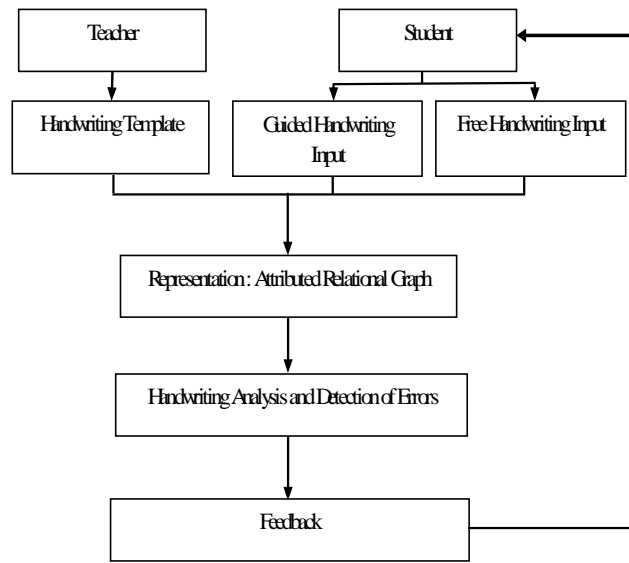 Teacher
Student
Handwriting Template
Guided Handwriting
Input
Free Handwriting Input
Representation : Attributed Relational Graph
Handwriting Analysis and Detection of Errors
Feedback